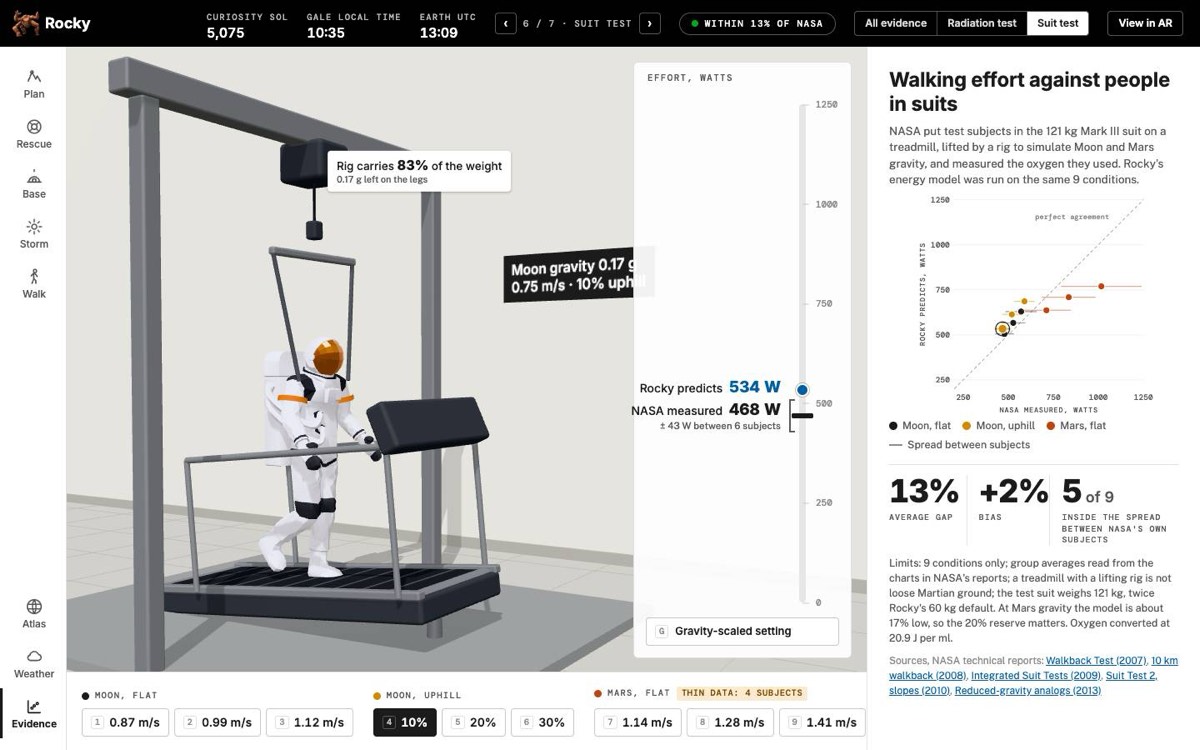 Rocky
CURIOSITY SOL
5,075
GALE LOCAL TIME
10:35
EARTH UTC
13:09
‹ 6 / 7 · SUIT TEST ›
WITHIN 13% OF NASA
All evidence
Radiation test
Suit test
View in AR
Plan
Rescue
Base
Storm
Walk
Atlas
Weather
Evidence
Rig carries 83% of the weight
0.17 g left on the legs
Moon gravity 0.17 g
0.75 m/s · 10% uphill
EFFORT, WATTS
1250
1000
750
500
250
0
Rocky predicts 534 W
NASA measured 468 W
± 43 W between 6 subjects
G Gravity-scaled setting
MOON, FLAT
1 0.87 m/s
2 0.99 m/s
3 1.12 m/s
MOON, UPHILL
4 10%
5 20%
6 30%
MARS, FLAT THIN DATA: 4 SUBJECTS
7 1.14 m/s
8 1.28 m/s
9 1.41 m/s
Walking effort against people
in suits
NASA put test subjects in the 121 kg Mark III suit on a
treadmill, lifted by a rig to simulate Moon and Mars
gravity, and measured the oxygen they used. Rocky's
energy model was run on the same 9 conditions.
1250
perfect agreement
1000
750
500
250
ROCKY PREDICTS, WATTS
250 500 750 1000 1250
NASA MEASURED, WATTS
Moon, flat Moon, uphill Mars, flat
Spread between subjects
13%
AVERAGE GAP
+2%
BIAS
5 of 9
INSIDE THE SPREAD
BETWEEN NASA'S OWN
SUBJECTS
Limits: 9 conditions only; group averages read from the
charts in NASA's reports; a treadmill with a lifting rig is not
loose Martian ground; the test suit weighs 121 kg, twice
Rocky's 60 kg default. At Mars gravity the model is about
17% low, so the 20% reserve matters. Oxygen converted at
20.9 J per ml.
Sources, NASA technical reports: Walkback Test (2007), 10 km
walkback (2008), Integrated Suit Tests (2009), Suit Test 2,
slopes (2010), Reduced-gravity analogs (2013)